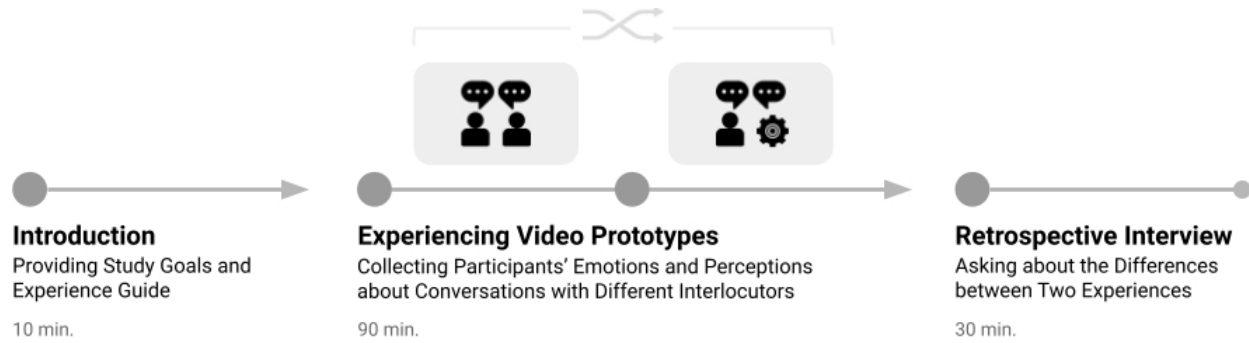 Introduction
Providing Study Goals and
Experience Guide
10 min.
Experiencing Video Prototypes
Collecting Participants' Emotions and Perceptions
about Conversations with Different Interlocutors
90 min.
Retrospective Interview
Asking about the Differences
between Two Experiences
30 min.